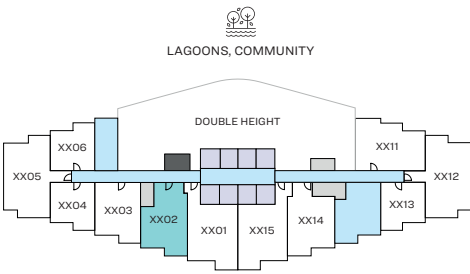 LAGOONS, COMMUNITY
DOUBLE HEIGHT
XX06
XX11
XX05
XX12
XX04
XX03
XX02
XX01
XX15
XX14
XX13